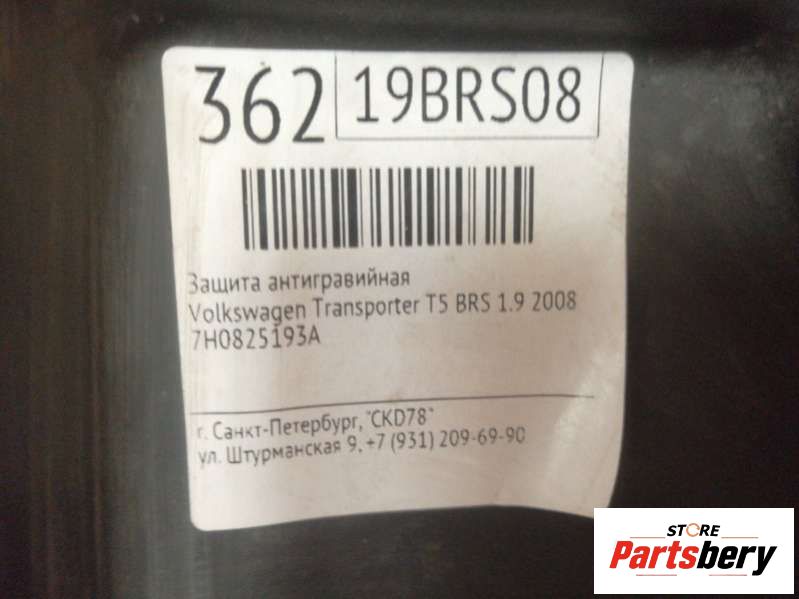 362 19BRS08
Защита антигравийная
Volkswagen Transporter T5 BRS 1.9 2008
7H0825193A
г. Санкт-Петербург, "CKD78"
ул. Штурманская 9, +7 (931) 209-69-90
STORE
Partsbery